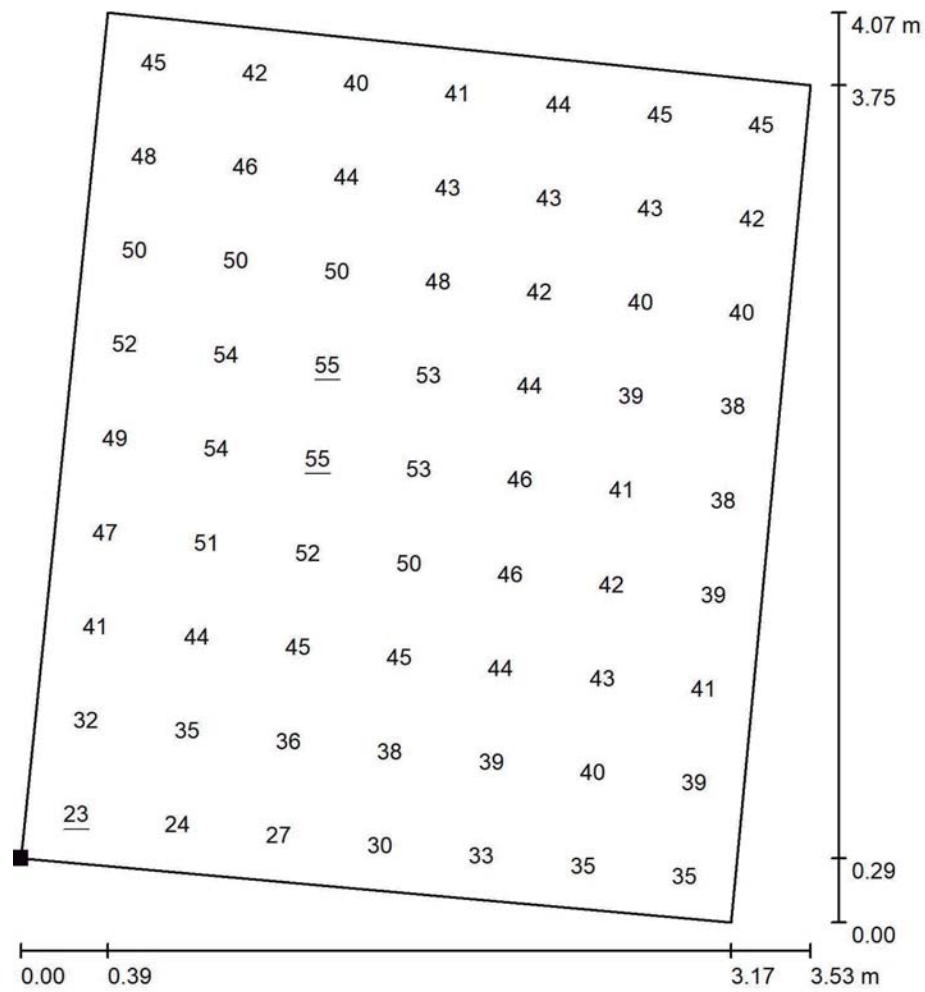 4.07 m
3.75
45 42 40 41 44 45 45
48 46 44 43 43 43 42
50 50 50 48 42 40 40
52 54 55 53 44 39 38
49 54 55 53 46 41 38
47 51 52 50 46 42 39
41 44 45 45 44 43 41
32 35 36 38 39 40 39
23 24 27 30 33 35 35
0.29
0.00
0.00 0.39 3.17 3.53 m